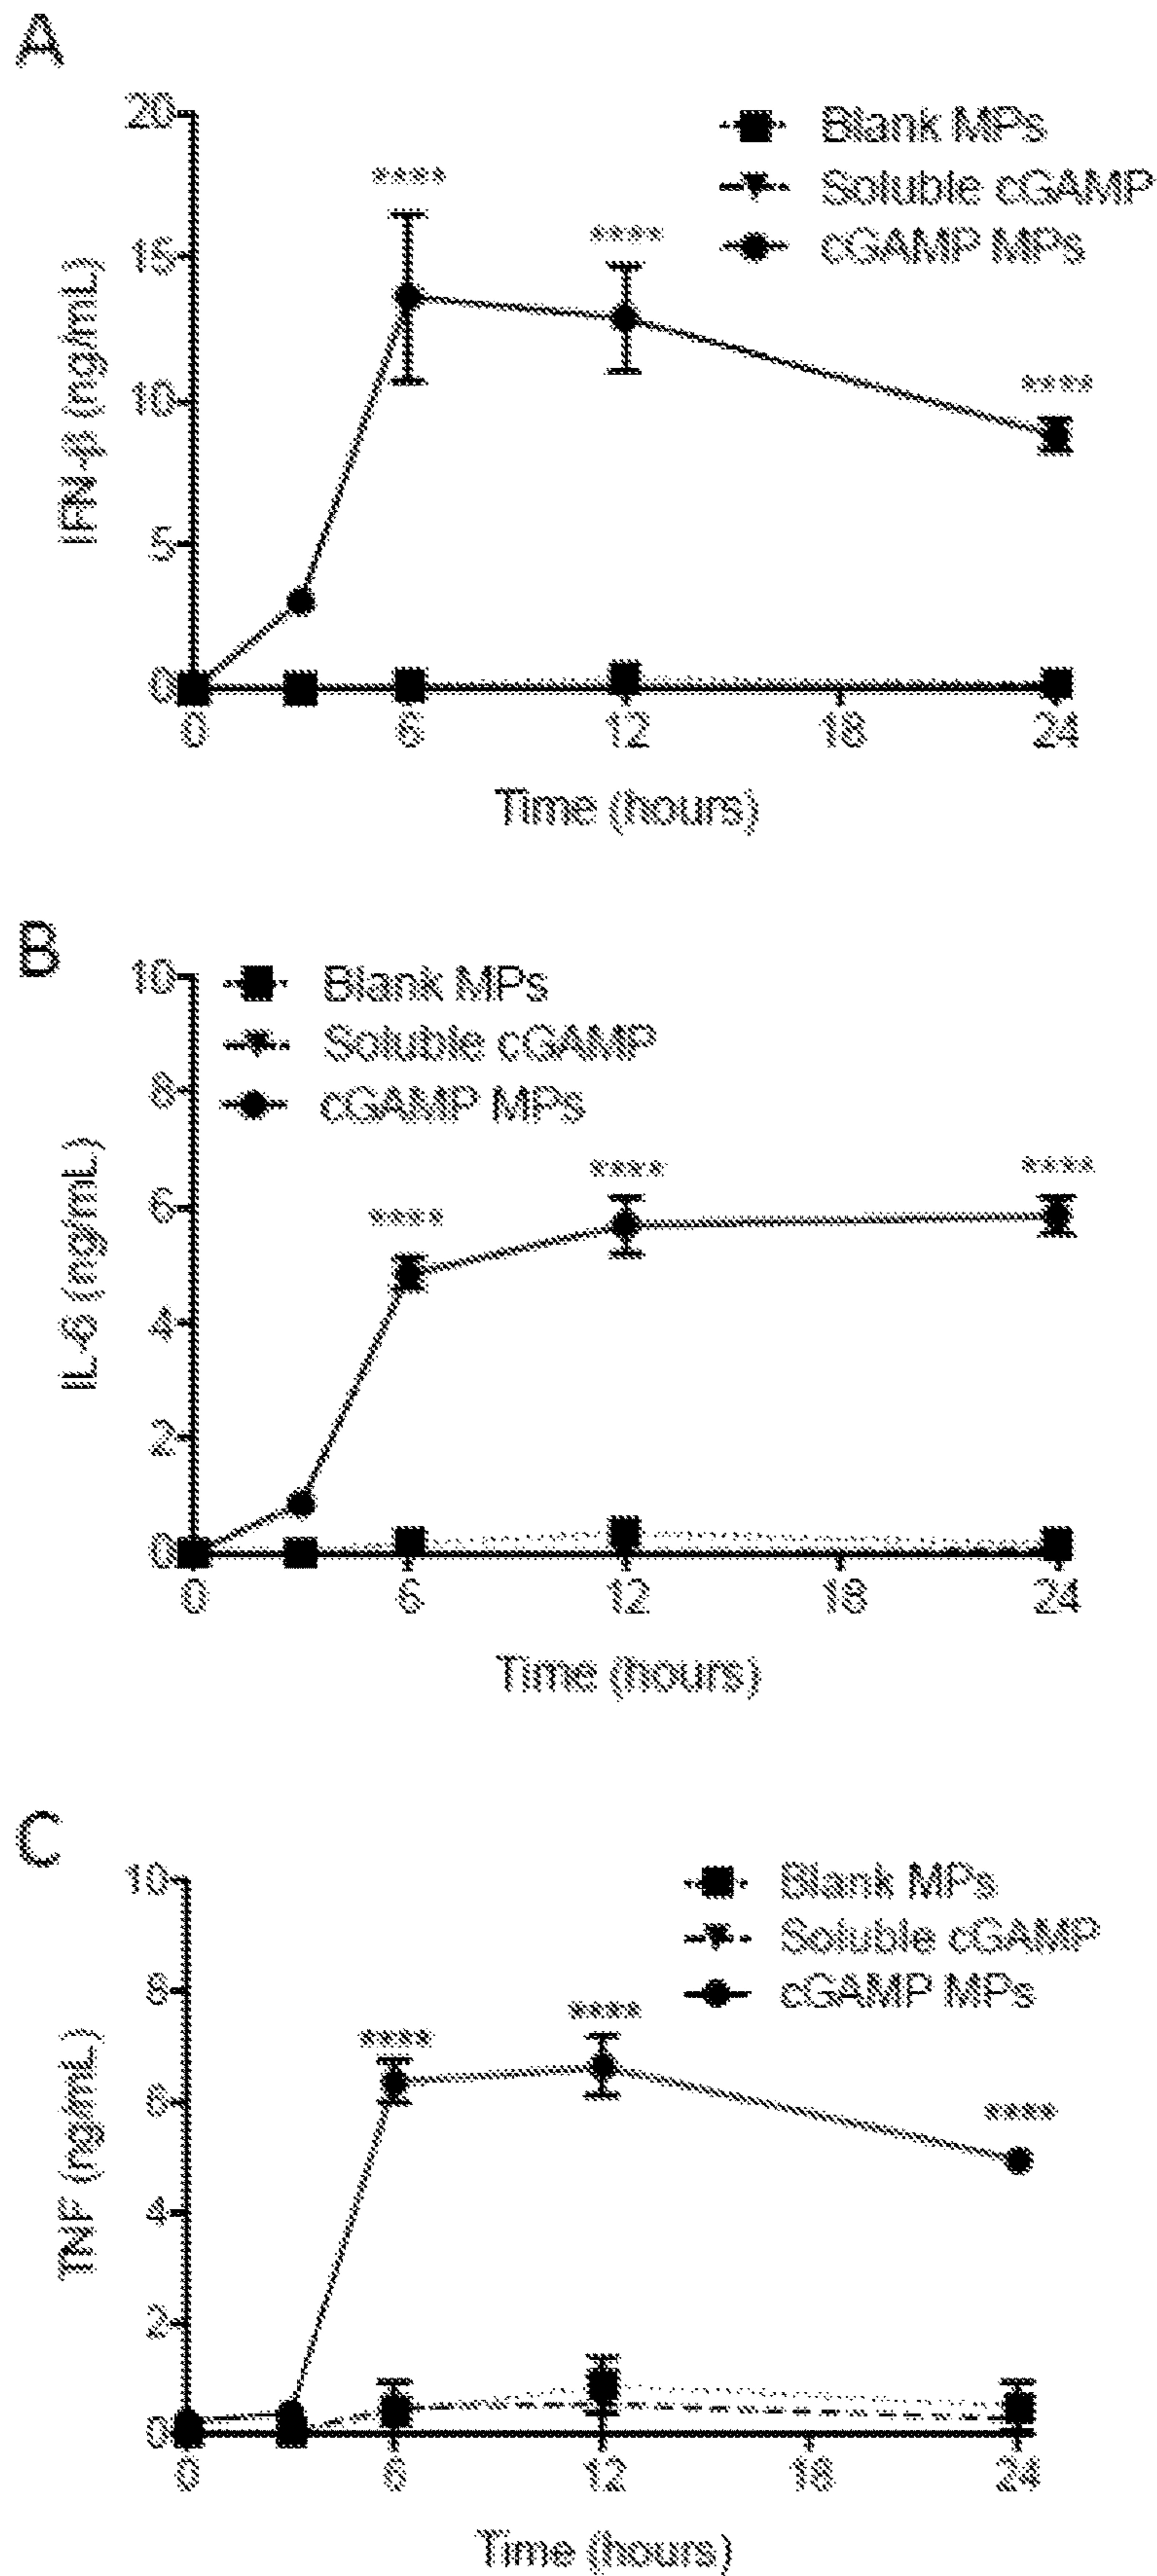 A
20
15
10
5
0
IFN-β (ng/mL)
Blank MPs
Soluble cGAMP
cGAMP MPs
****
****
****
0 6 12 18 24
Time (hours)
B
10
8
6
4
2
0
IL-6 (ng/mL)
Blank MPs
Soluble cGAMP
cGAMP MPs
****
****
****
0 6 12 18 24
Time (hours)
C
10
8
6
4
2
0
TNF (ng/mL)
Blank MPs
Soluble cGAMP
cGAMP MPs
****
****
****
0 6 12 18 24
Time (hours)